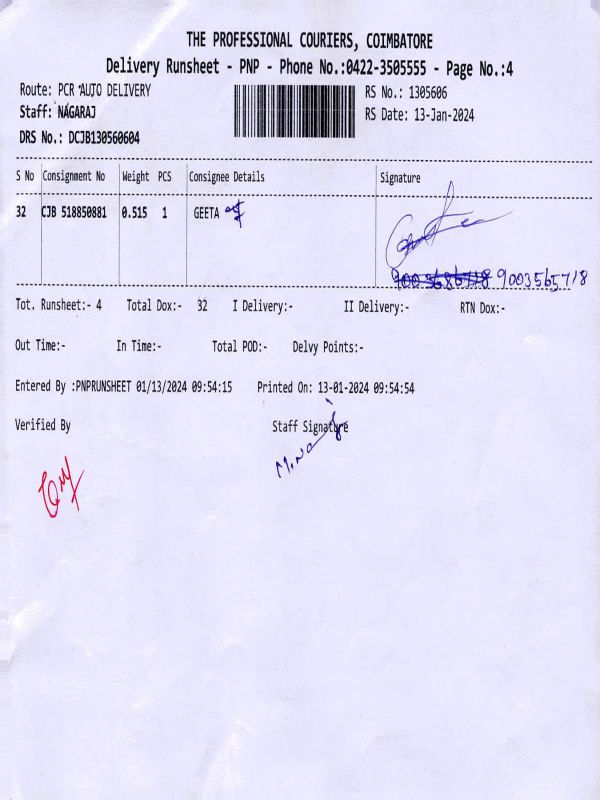 THE PROFESSIONAL COURIERS, COIMBATORE
Delivery Runsheet - PNP - Phone No.:0422-3505555 - Page No.:4
Route: PCR AUTO DELIVERY RS No.: 1305606
Staff: NAGARAJ RS Date: 13-Jan-2024
DRS No.: DCJB130560604
S No Consignment No Weight PCS Consignee Details Signature
32 CJB 518850881 0.515 1 GEETA
9003565718
Tot. Runsheet:- 4 Total Dox:- 32 I Delivery:- II Delivery:- RTN Dox:-
Out Time:- In Time:- Total POD:- Delvy Points:-
Entered By :PNPRUNSHEET 01/13/2024 09:54:15 Printed On: 13-01-2024 09:54:54
Verified By Staff Signature